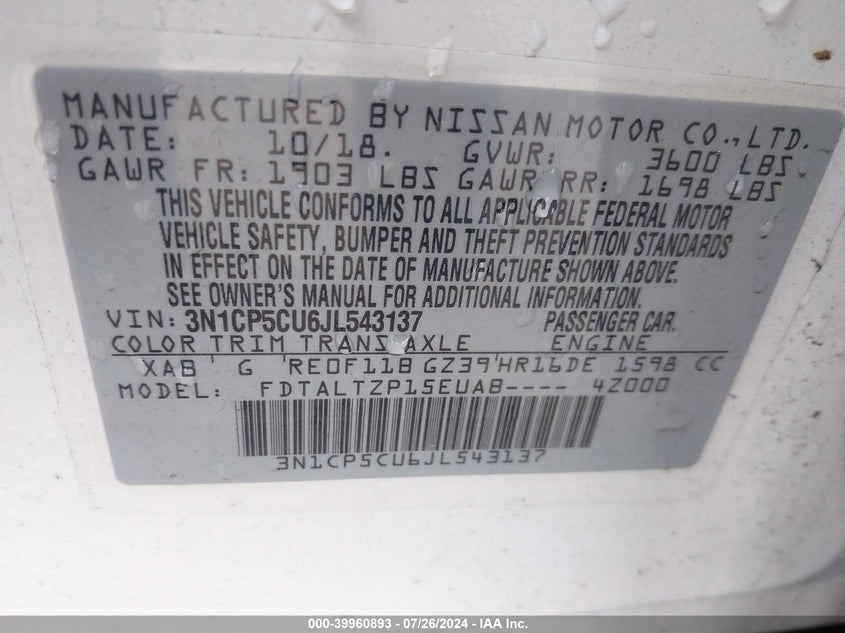 MANUFACTURED BY NISSAN MOTOR CO., LTD.
DATE: 10/18. GVWR: 3600 LBS.
GAWR FR: 1903 LBS GAWR RR: 1698 LBS
THIS VEHICLE CONFORMS TO ALL APPLICABLE FEDERAL MOTOR
VEHICLE SAFETY, BUMPER AND THEFT PREVENTION STANDARDS
IN EFFECT ON THE DATE OF MANUFACTURE SHOWN ABOVE.
SEE OWNER'S MANUAL FOR ADDITIONAL INFORMATION.
VIN: 3N1CP5CU6JL543137 PASSENGER CAR.
COLOR TRIM TRANS AXLE ENGINE
XAB ' G 'RE0F11B GZ39'HR16DE 1598 CC
MODEL: FDTALTZP15EUAB---- 4Z000
3N1CP5CU6JL543137
000-39960893 - 07/26/2024 - IAA Inc.